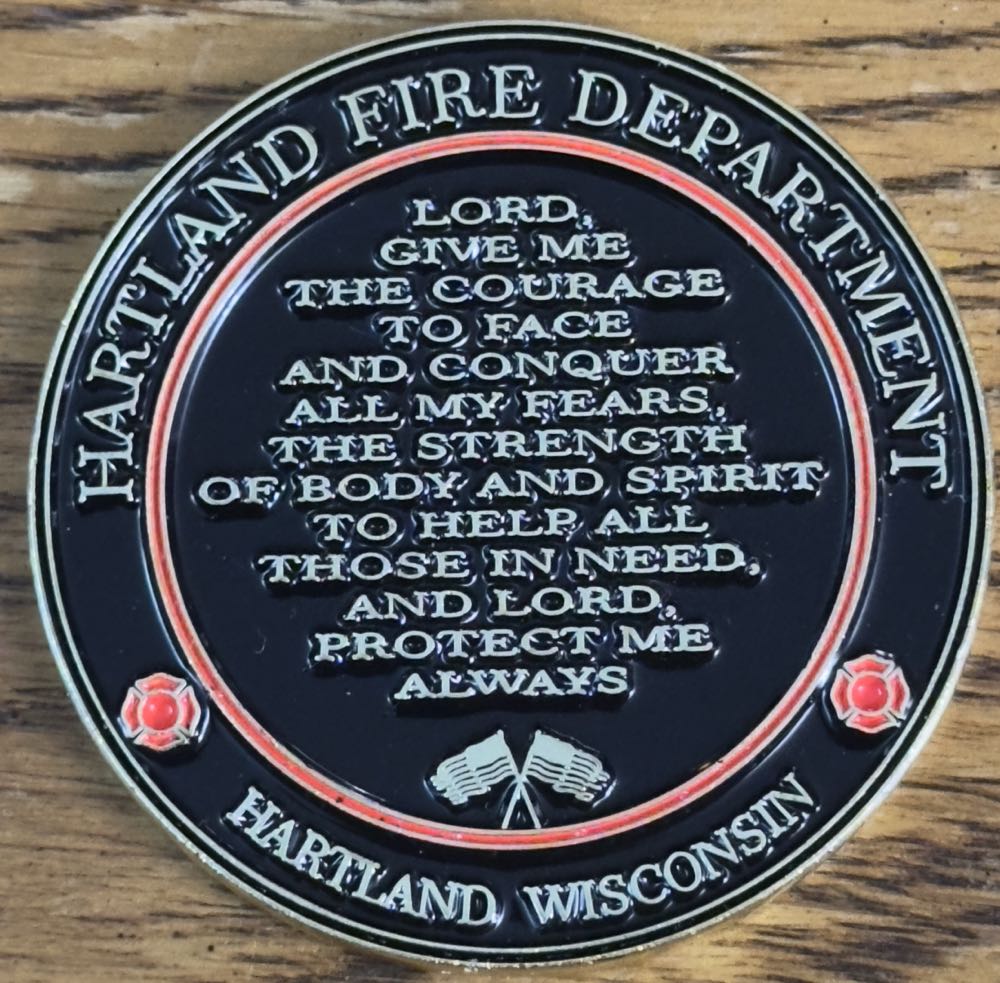 HARTLAND FIRE DEPARTMENT
LORD,
GIVE ME
THE COURAGE
TO FACE
AND CONQUER
ALL MY FEARS,
THE STRENGTH
OF BODY AND SPIRIT
TO HELP ALL
THOSE IN NEED,
AND LORD,
PROTECT ME
ALWAYS
HARTLAND, WISCONSIN